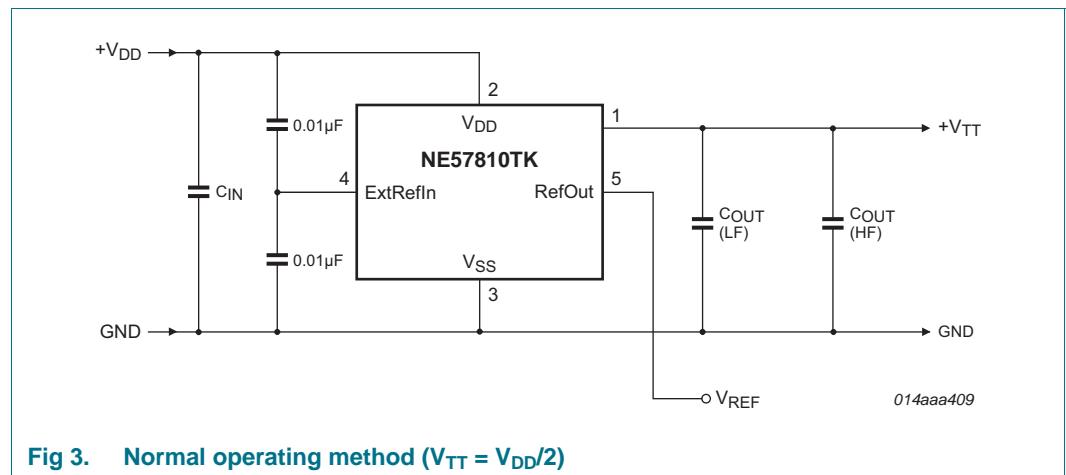 +VDD
2
1
0.01µF
VDD
+VTT
NE57810TK
4
5
CIN
ExtRefIn
RefOut
COUT
(LF)
COUT
(HF)
0.01µF
VSS
3
GND
GND
VREF
014aaa409
Fig 3. Normal operating method (VTT = VDD/2)